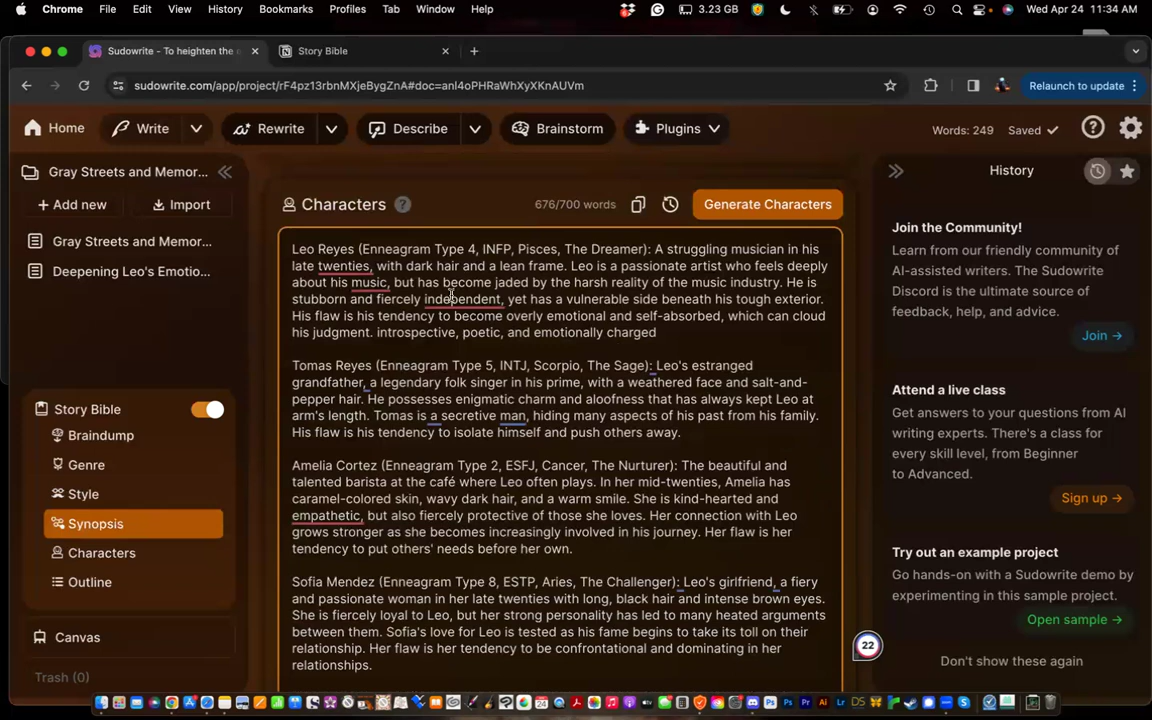 Chrome File Edit View History Bookmarks Profiles Tab Window Help 3.23 GB Wed Apr 24 11:34 AM
Sudowrite - To heighten the Story Bible
sudowrite.com/app/project/rF4pz13rbnMXjeBygZnA#doc=anI4oPHRaWhXyXKnAUVm Relaunch to update
Home Write Rewrite Describe Brainstorm Plugins Words: 249 Saved
Gray Streets and Memor...
+ Add new Import
Gray Streets and Memor...
Deepening Leo's Emotio...
Story Bible
Braindump
Genre
Style
Synopsis
Characters
Outline
Canvas
Trash (0)
Characters ? 676/700 words Generate Characters
Leo Reyes (Enneagram Type 4, INFP, Pisces, The Dreamer): A struggling musician in his
late twenties, with dark hair and a lean frame. Leo is a passionate artist who feels deeply
about his music, but has become jaded by the harsh reality of the music industry. He is
stubborn and fiercely independent, yet has a vulnerable side beneath his tough exterior.
His flaw is his tendency to become overly emotional and self-absorbed, which can cloud
his judgment. introspective, poetic, and emotionally charged
Tomas Reyes (Enneagram Type 5, INTJ, Scorpio, The Sage): Leo's estranged
grandfather, a legendary folk singer in his prime, with a weathered face and salt-and-
pepper hair. He possesses enigmatic charm and aloofness that has always kept Leo at
arm's length. Tomas is a secretive man, hiding many aspects of his past from his family.
His flaw is his tendency to isolate himself and push others away.
Amelia Cortez (Enneagram Type 2, ESFJ, Cancer, The Nurturer): The beautiful and
talented barista at the café where Leo often plays. In her mid-twenties, Amelia has
caramel-colored skin, wavy dark hair, and a warm smile. She is kind-hearted and
empathetic, but also fiercely protective of those she loves. Her connection with Leo
grows stronger as she becomes increasingly involved in his journey. Her flaw is her
tendency to put others' needs before her own.
Sofia Mendez (Enneagram Type 8, ESTP, Aries, The Challenger): Leo's girlfriend, a fiery
and passionate woman in her late twenties with long, black hair and intense brown eyes.
She is fiercely loyal to Leo, but her strong personality has led to many heated arguments
between them. Sofia's love for Leo is tested as his fame begins to take its toll on their
relationship. Her flaw is her tendency to be confrontational and dominating in her
relationships.
22
History
Join the Community!
Learn from our friendly community
of AI-assisted writers. The
Sudowrite Discord is the ultimate
source of feedback, help, and ideas.
Join →
Attend a live class
Get answers to your questions from AI
writing experts. There's a class for
every skill level, from Beginner
to Advanced.
Sign up →
Try out an example project
Go hands-on with a Sudowrite demo by
experimenting in this sample project.
Open sample →
Don't show these again